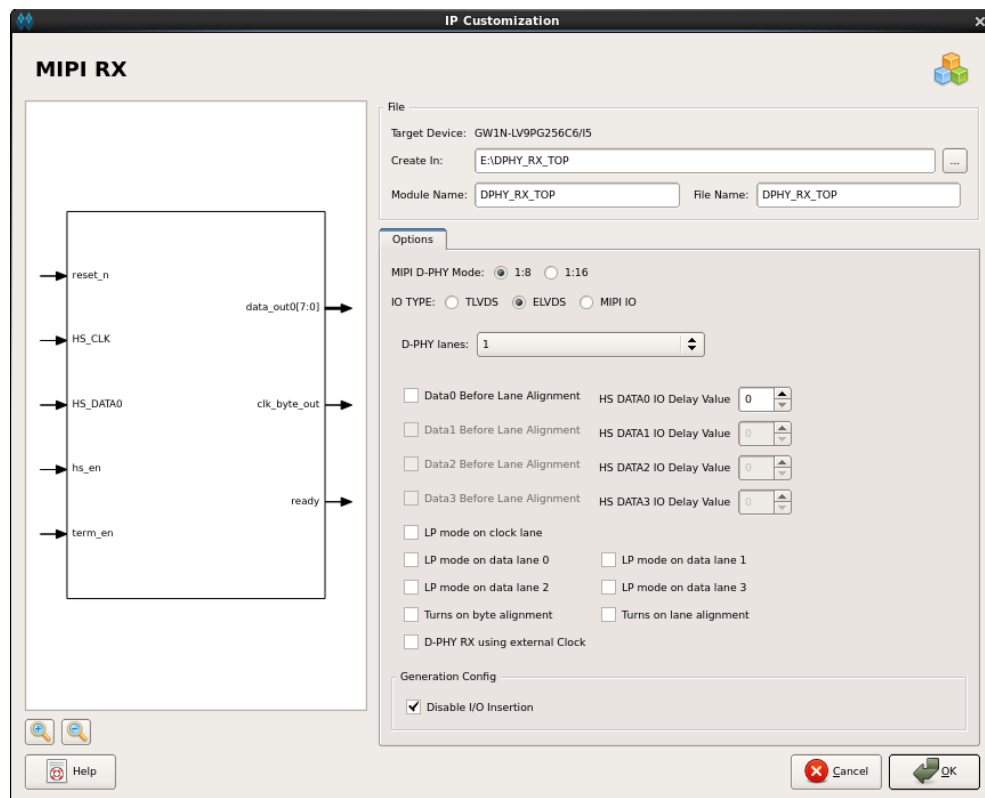 IP Customization
MIPI RX
reset_n
data_out0[7:0]
HS_CLK
HS_DATA0
clk_byte_out
hs_en
ready
term_en
Help
File
Target Device: GW1N-LV9PG256C6/I5
Create In: E:\DPHY_RX_TOP ...
Module Name: DPHY_RX_TOP File Name: DPHY_RX_TOP
Options
MIPI D-PHY Mode: 1:8 1:16
IO TYPE: TLVDS ELVDS MIPI IO
D-PHY lanes: 1
Data0 Before Lane Alignment HS DATA0 IO Delay Value 0
Data1 Before Lane Alignment HS DATA1 IO Delay Value 0
Data2 Before Lane Alignment HS DATA2 IO Delay Value 0
Data3 Before Lane Alignment HS DATA3 IO Delay Value 0
LP mode on clock lane
LP mode on data lane 0 LP mode on data lane 1
LP mode on data lane 2 LP mode on data lane 3
Turns on byte alignment Turns on lane alignment
D-PHY RX using external Clock
Generation Config
Disable I/O Insertion
Cancel OK